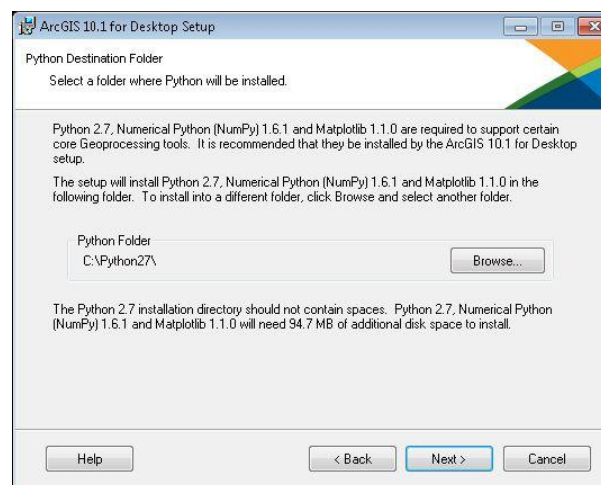 ArcGIS 10.1 for Desktop Setup
Python Destination Folder
Select a folder where Python will be installed.
Python 2.7, Numerical Python (NumPy) 1.6.1 and Matplotlib 1.1.0 are required to support certain
core Geoprocessing tools. It is recommended that they be installed by the ArcGIS 10.1 for Desktop
setup.
The setup will install Python 2.7, Numerical Python (NumPy) 1.6.1 and Matplotlib 1.1.0 in the
following folder. To install into a different folder, click Browse and select another folder.
Python Folder
C:\Python27\
Browse...
The Python 2.7 installation directory should not contain spaces. Python 2.7, Numerical Python
(NumPy) 1.6.1 and Matplotlib 1.1.0 will need 94.7 MB of additional disk space to install.
Help
< Back
Next >
Cancel